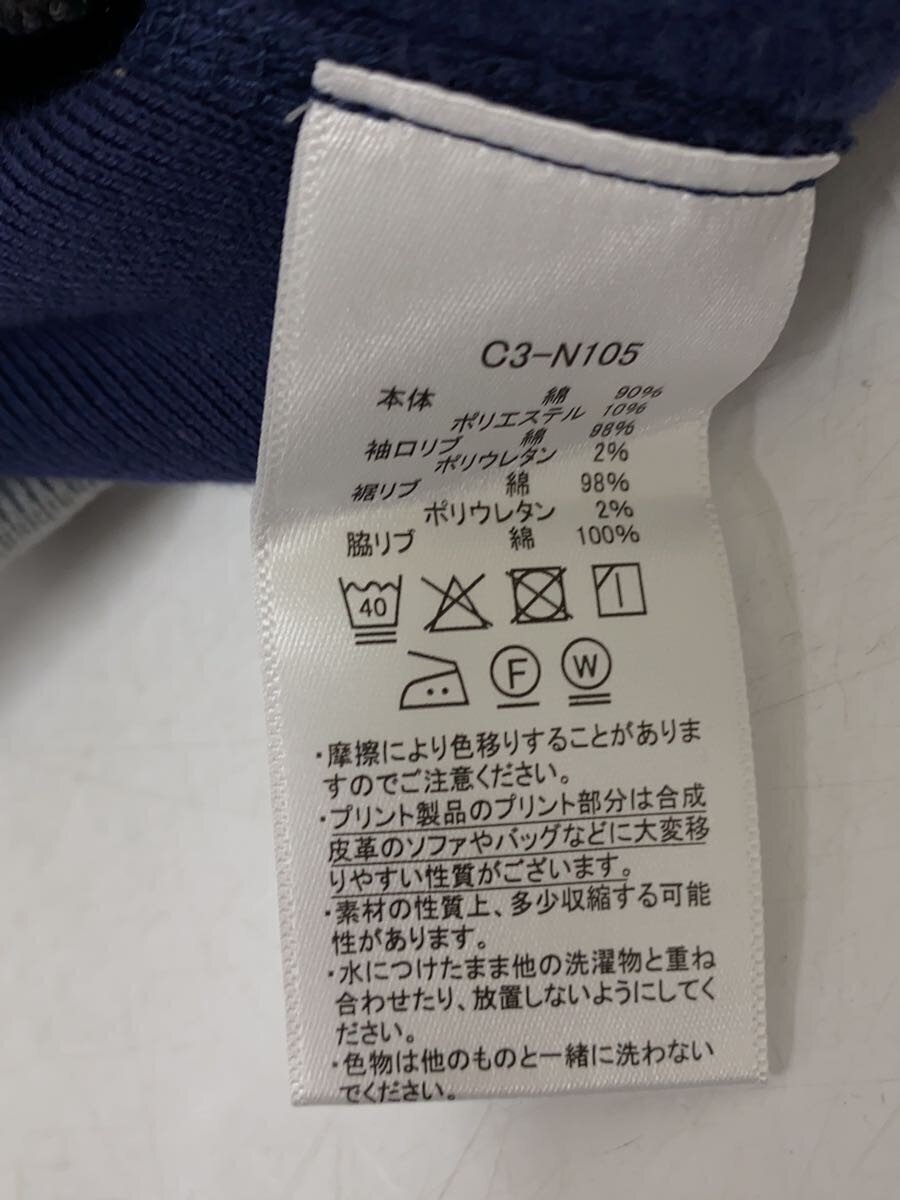 C3-N105
本体 綿 90%
ポリエステル 10%
袖口リブ 綿 98%
ポリウレタン 2%
裾リブ 綿 98%
ポリウレタン 2%
脇リブ 綿 100%
40
F W
・摩擦により色移りすることがありま
すのでご注意ください。
・プリント製品のプリント部分は合成
皮革のソファやバッグなどに大変移
りやすい性質がございます。
・素材の性質上、多少収縮する可能
性があります。
・水につけたまま他の洗濯物と重ね
合わせたり、放置しないようにしてく
ださい。
・色物は他のものと一緒に洗わない
でください。